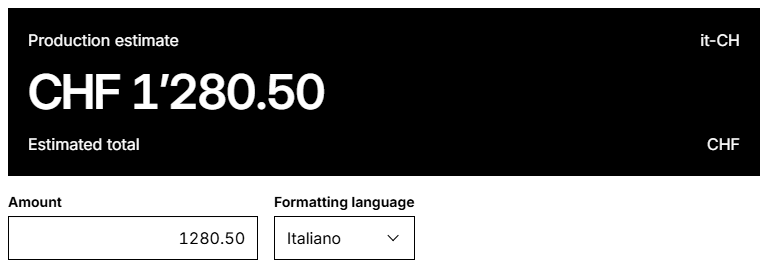 Production estimate it-CH
CHF 1’280.50
Estimated total CHF
Amount Formatting language
1280.50 Italiano